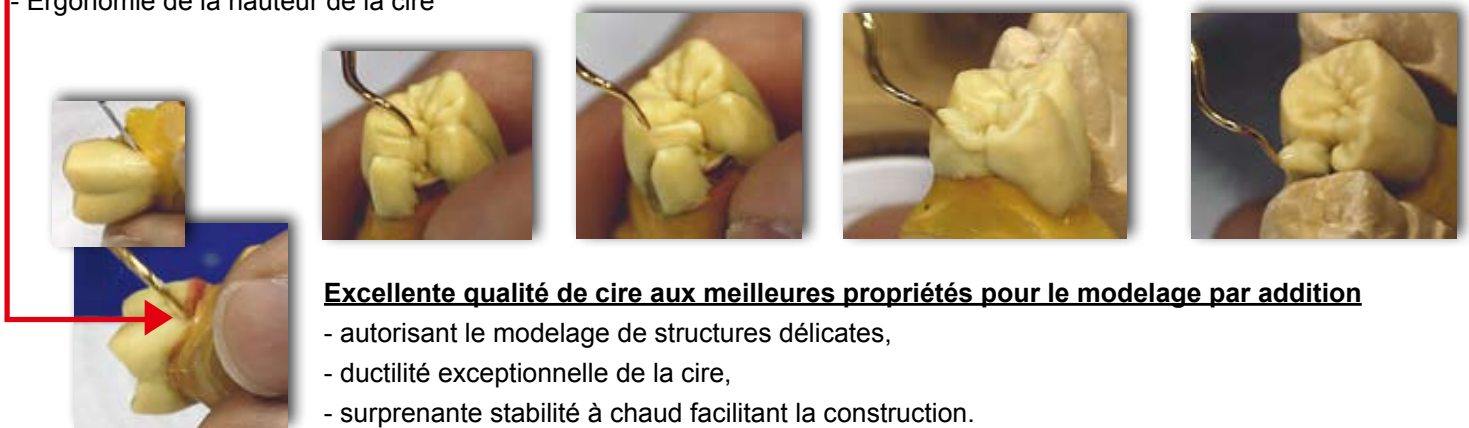 - Ergonomie de la hauteur de la cire
Excellente qualité de cire aux meilleures propriétés pour le modelage par addition
- autorisant le modelage de structures délicates,
- ductilité exceptionnelle de la cire,
- surprenante stabilité à chaud facilitant la construction.